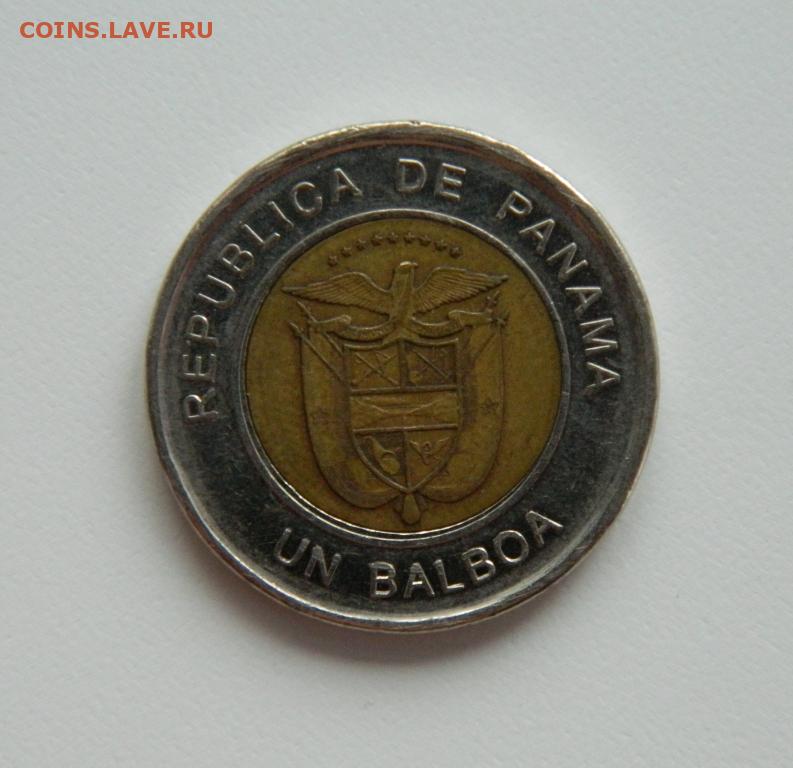 COINS.LAVE.RU
REPUBLICA DE PANAMA
UN BALBOA